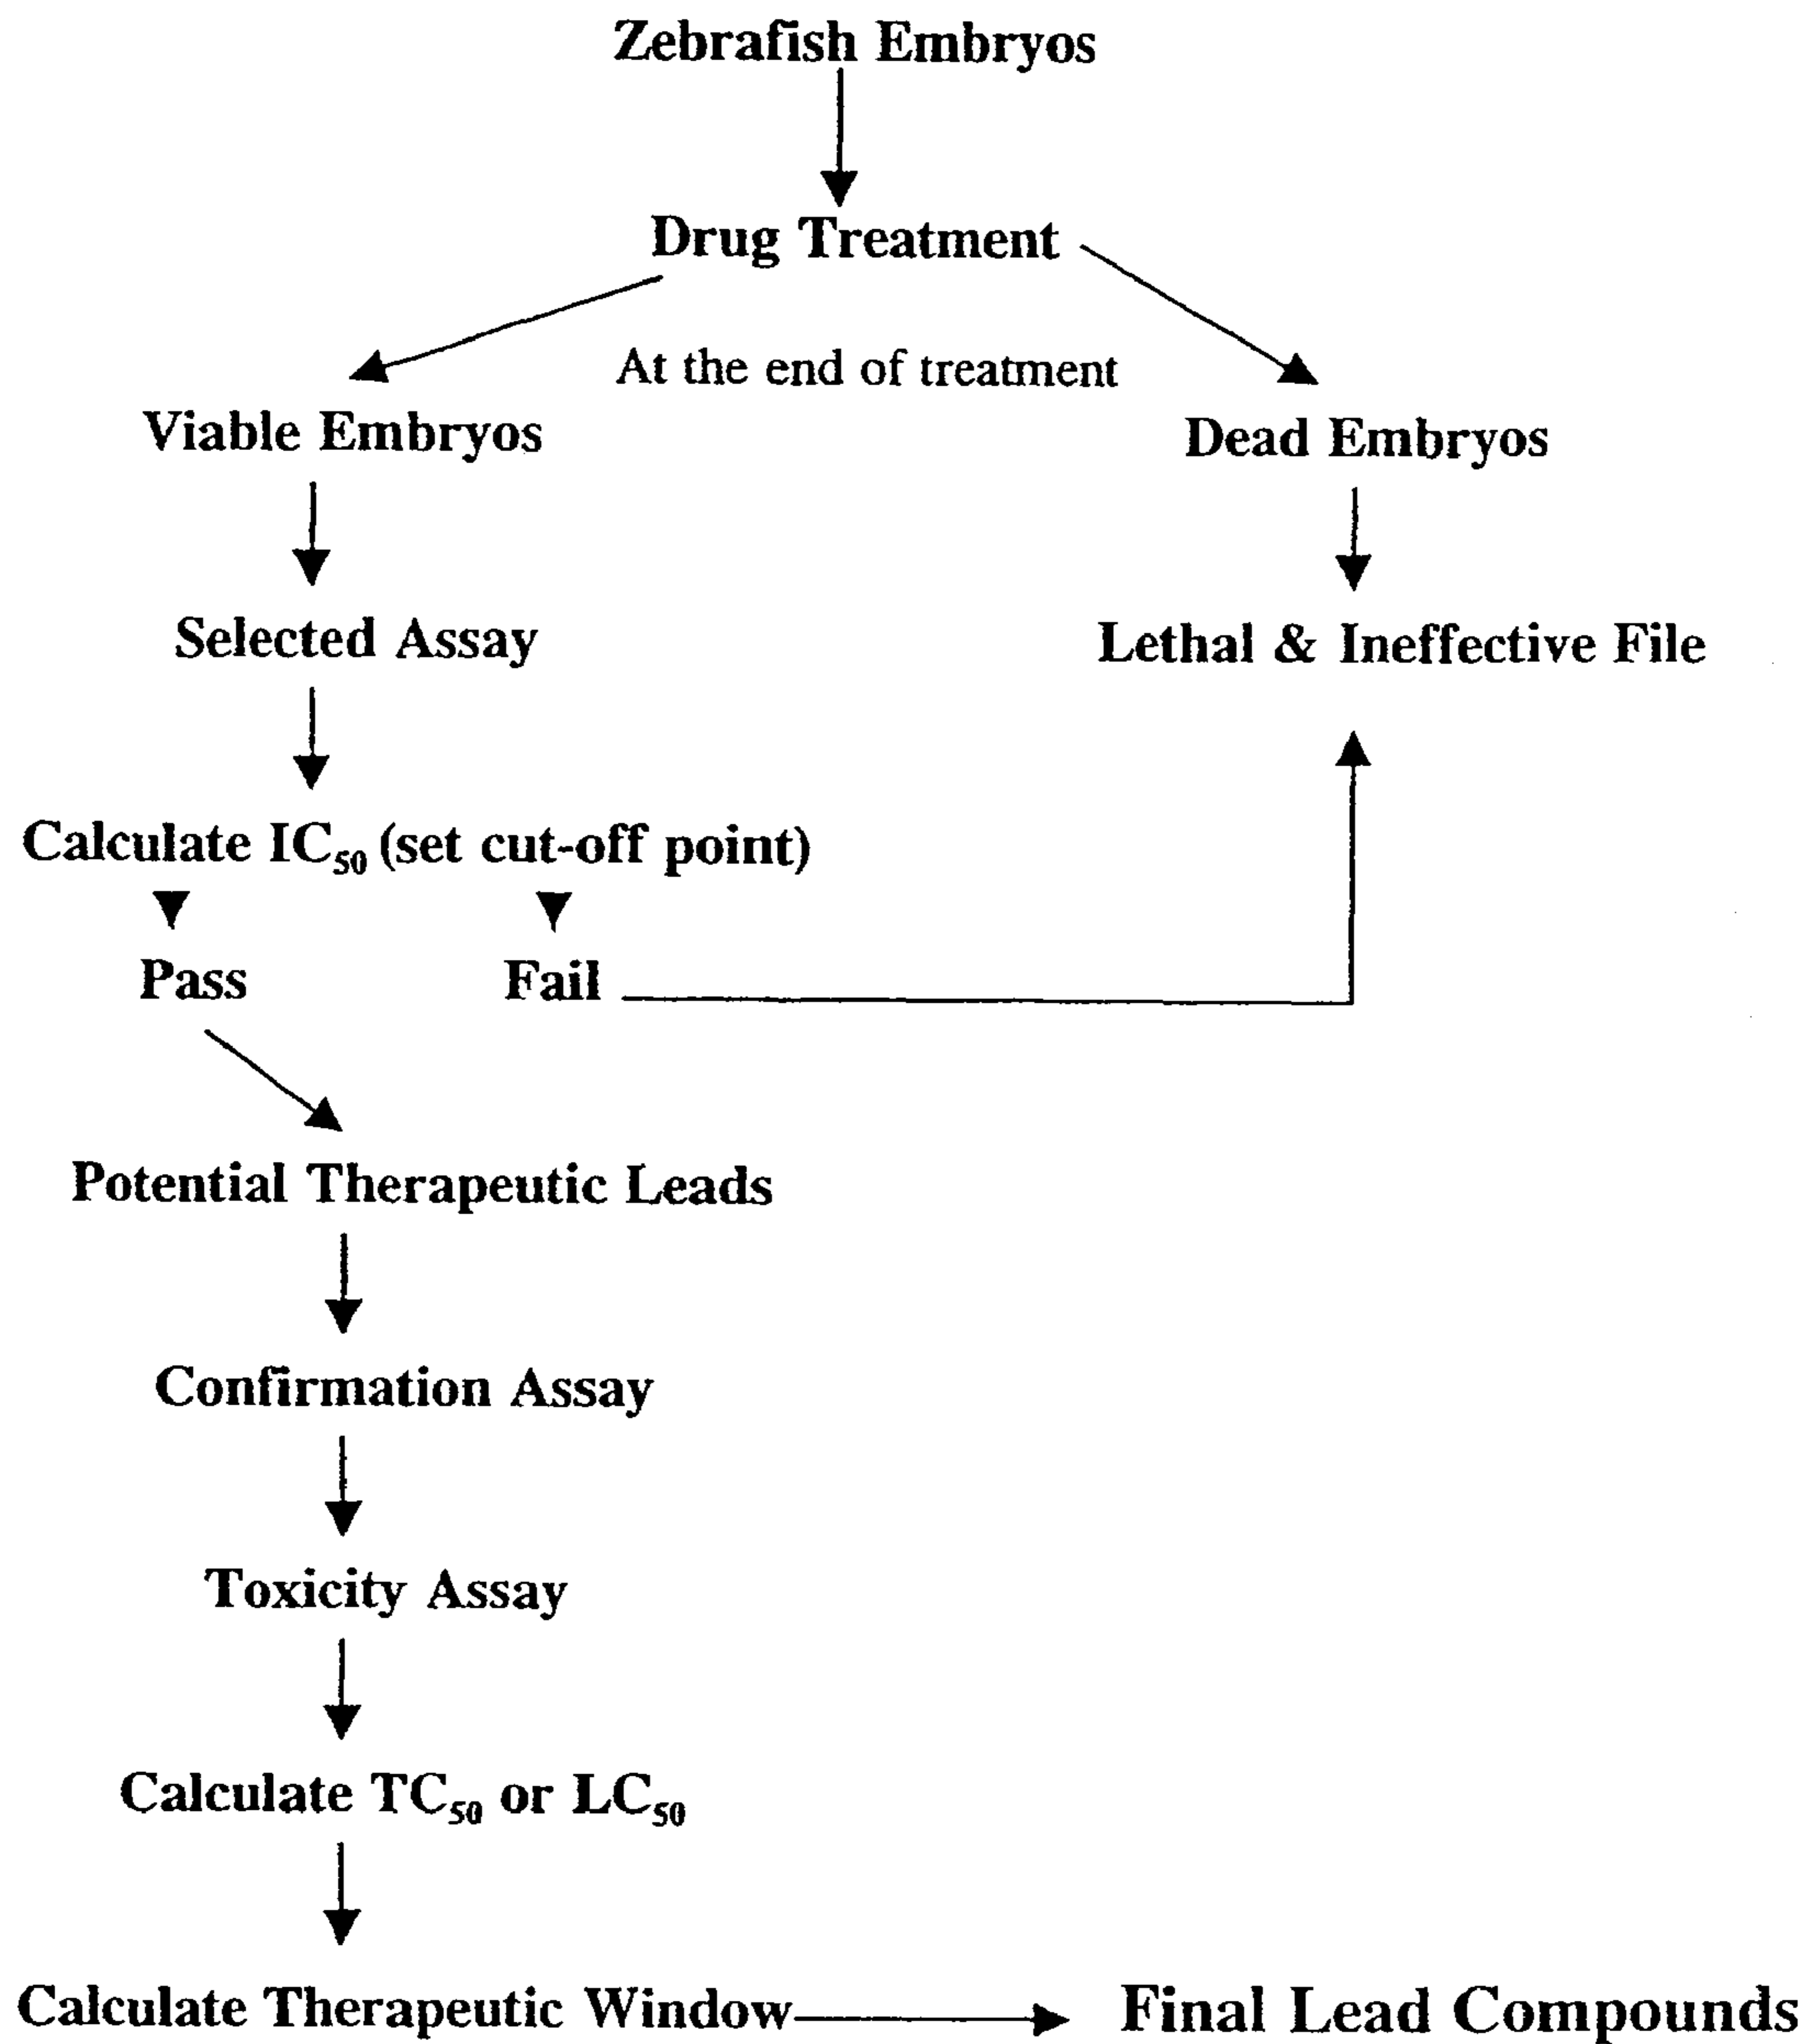 Zebrafish Embryos
Drug Treatment
At the end of treatment
Viable Embryos
Dead Embryos
Selected Assay
Lethal & Ineffective File
Calculate IC50 (set cut-off point)
Pass
Fail
Potential Therapeutic Leads
Confirmation Assay
Toxicity Assay
Calculate TC50 or LC50
Calculate Therapeutic Window
Final Lead Compounds